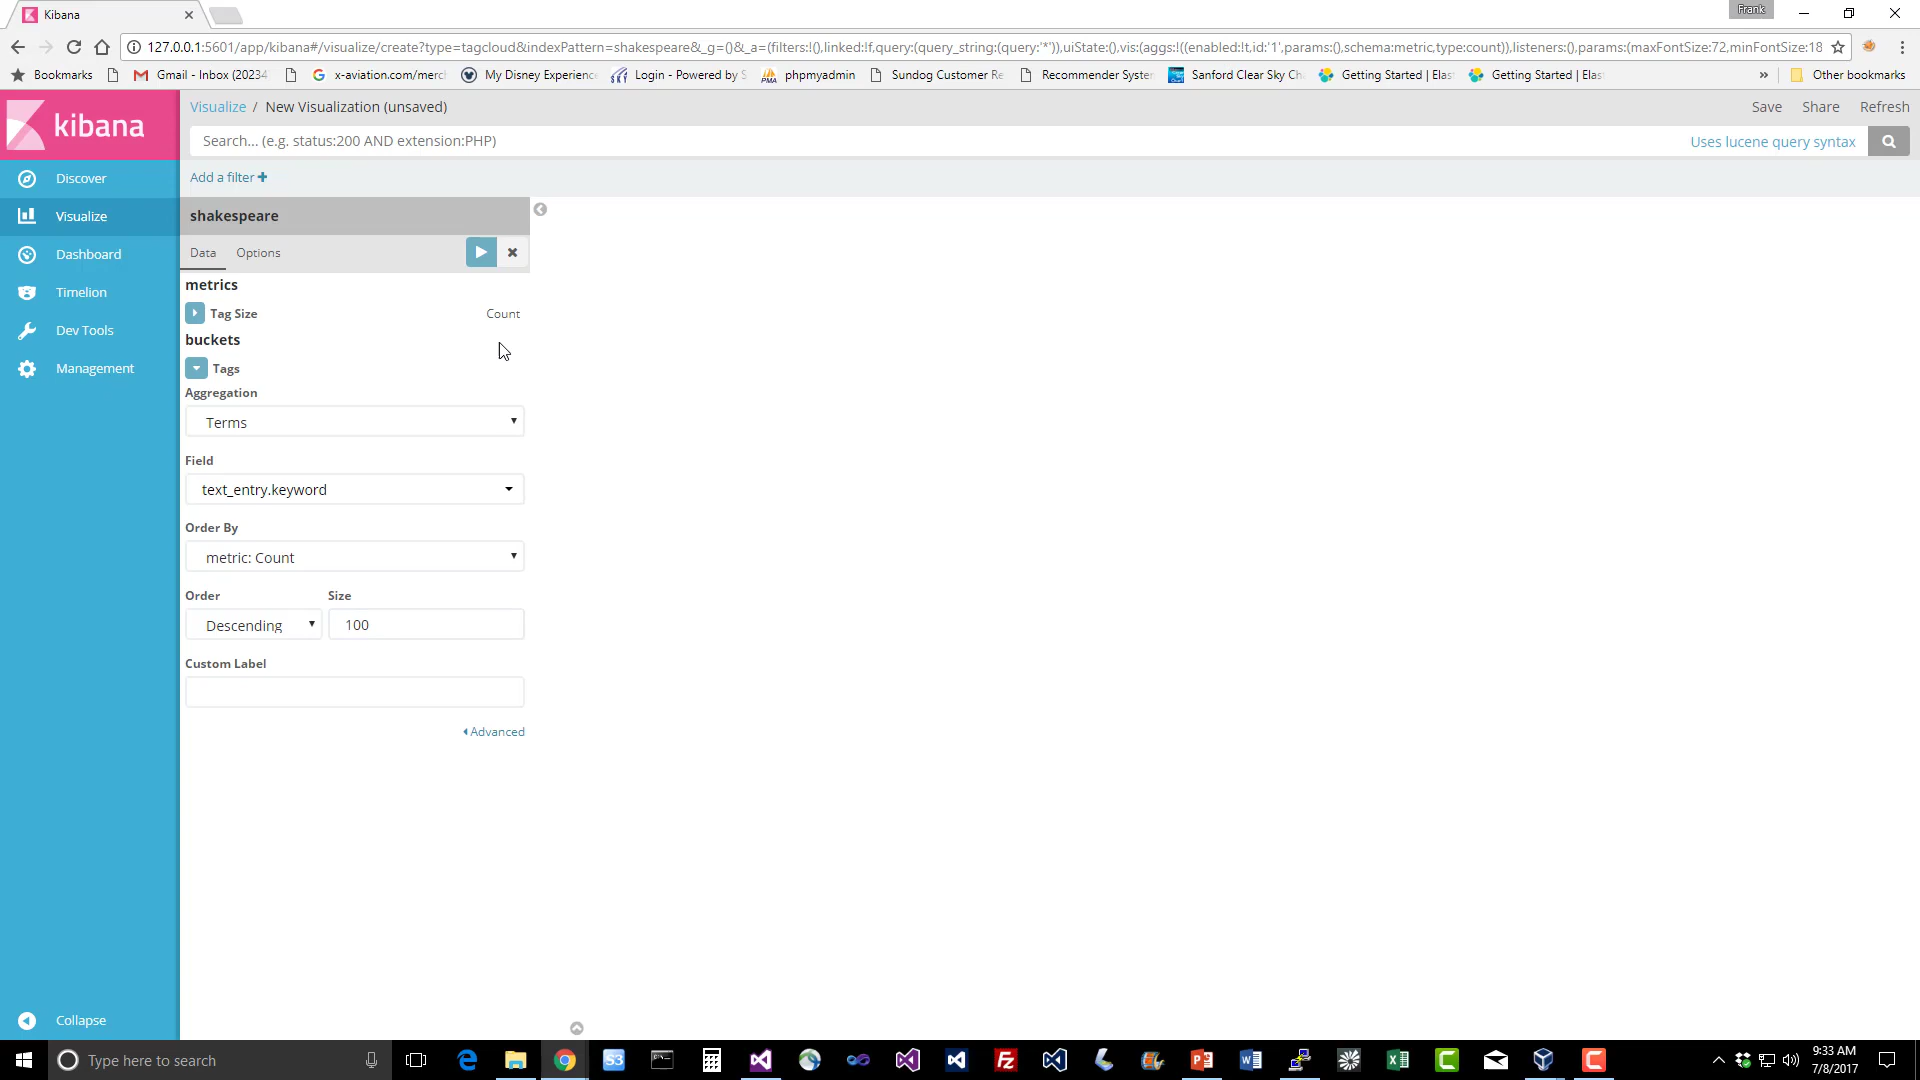 Kibana
Frank
127.0.0.1:5601/app/kibana#/visualize/create?type=tagcloud&indexPattern=shakespeare&_g=()&_a=(filters:!(),linked:!f,query:(query_string:(query:'*')),uiState:(),vis:(aggs:!((enabled:!t,id:'1',params:(),schema:metric,type:count)),listeners:(),params:(maxFontSize:72,minFontSize:18
Bookmarks
Gmail - Inbox (20234
x-aviation.com/merc
My Disney Experience
Login - Powered by S
phpmyadmin
Sundog Customer Re
Recommender System
Sanford Clear Sky Ch
Getting Started | Elas
Getting Started | Elas
Other bookmarks
kibana
Visualize / New Visualization (unsaved)
Save Share Refresh
Search... (e.g. status:200 AND extension:PHP)
Uses lucene query syntax
Add a filter +
Discover
Visualize
Dashboard
Timelion
Dev Tools
Management
Collapse
shakespeare
Data Options
metrics
Tag Size Count
buckets
Tags
Aggregation
Terms
Field
text_entry.keyword
Order By
metric: Count
Order Size
Descending 100
Custom Label
Advanced
Type here to search
9:33 AM
7/8/2017